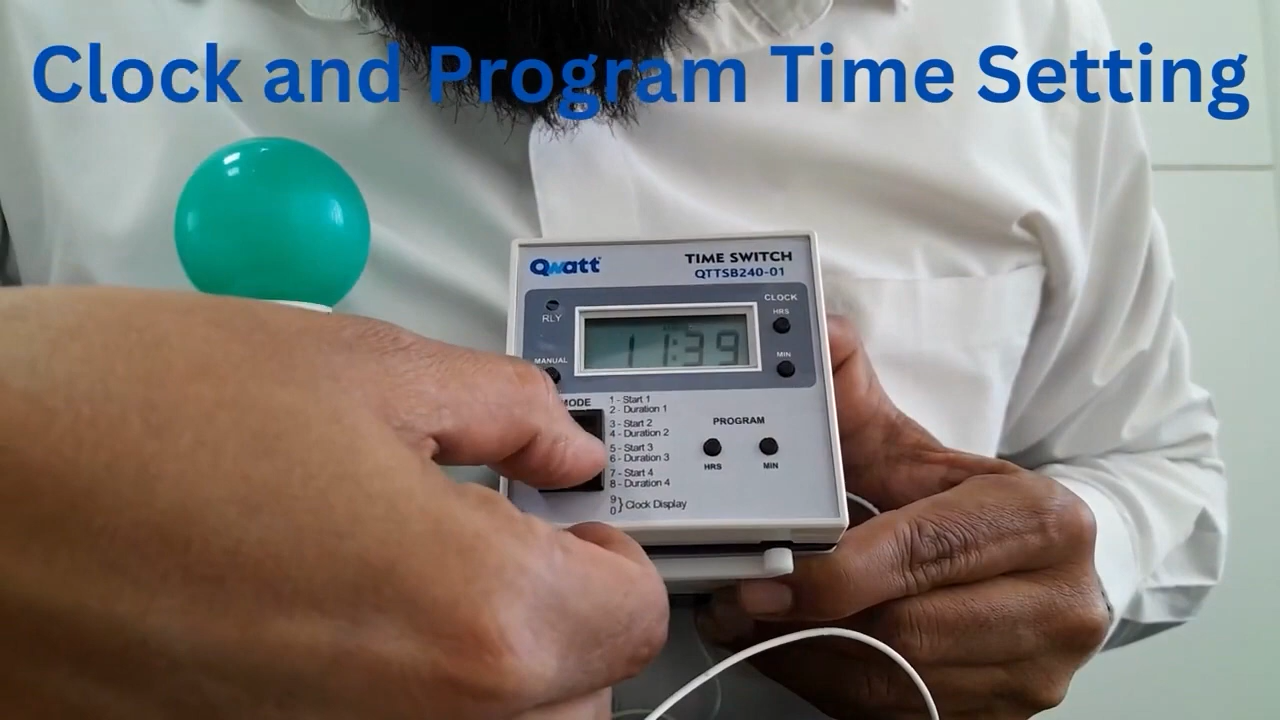 Clock and Program Time Setting
Qwatt
TIME SWITCH
QTTSB240-01
CLOCK
HRS
RLY
11:39
MIN
MANUAL
MODE
1 - Start 1
2 - Duration 1
3 - Start 2
4 - Duration 2
5 - Start 3
6 - Duration 3
7 - Start 4
8 - Duration 4
9
0 } Clock Display
PROGRAM
HRS
MIN